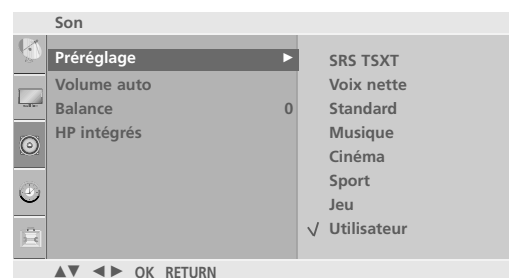 Son
Préréglage ►
Volume auto
Balance 0
HP intégrés
SRS TSXT
Voix nette
Standard
Musique
Cinéma
Sport
Jeu
√ Utilisateur
▲▼ ◄► OK RETURN